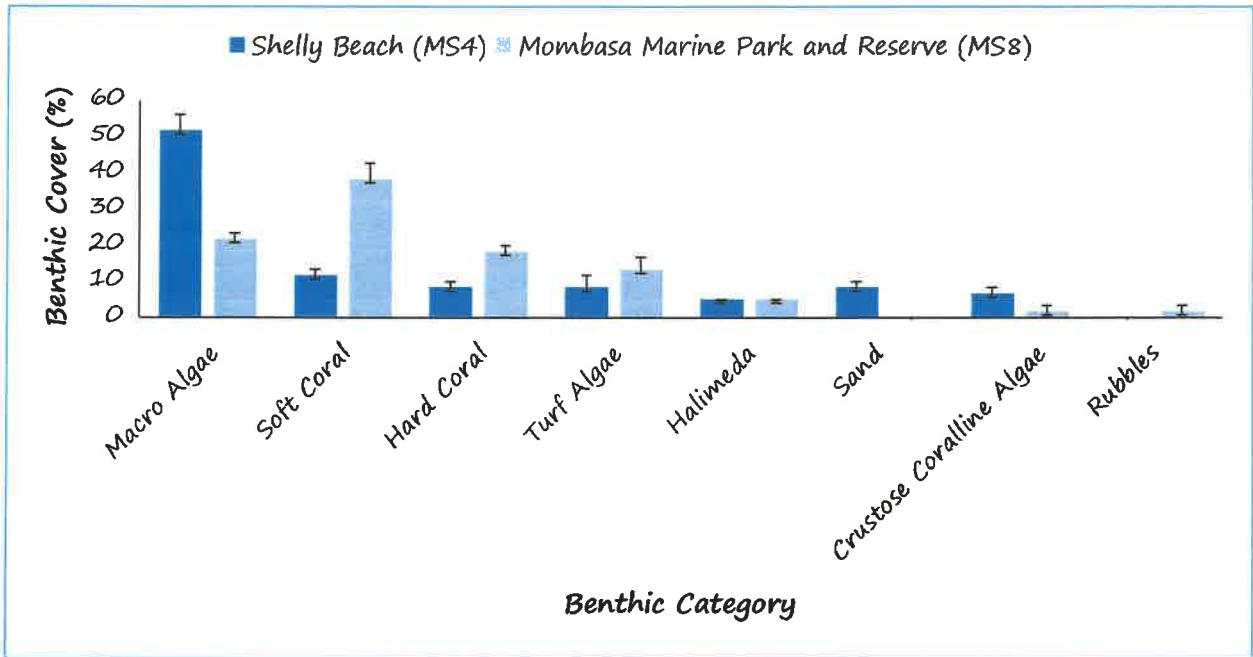 Shelly Beach (MS4) Mombasa Marine Park and Reserve (MS8)
Benthic Cover (%)
60
50
40
30
20
10
0
Macro Algae
Soft Coral
Hard Coral
Turf Algae
Halimeda
Sand
Crustose Coralline Algae
Rubbles
Benthic Category